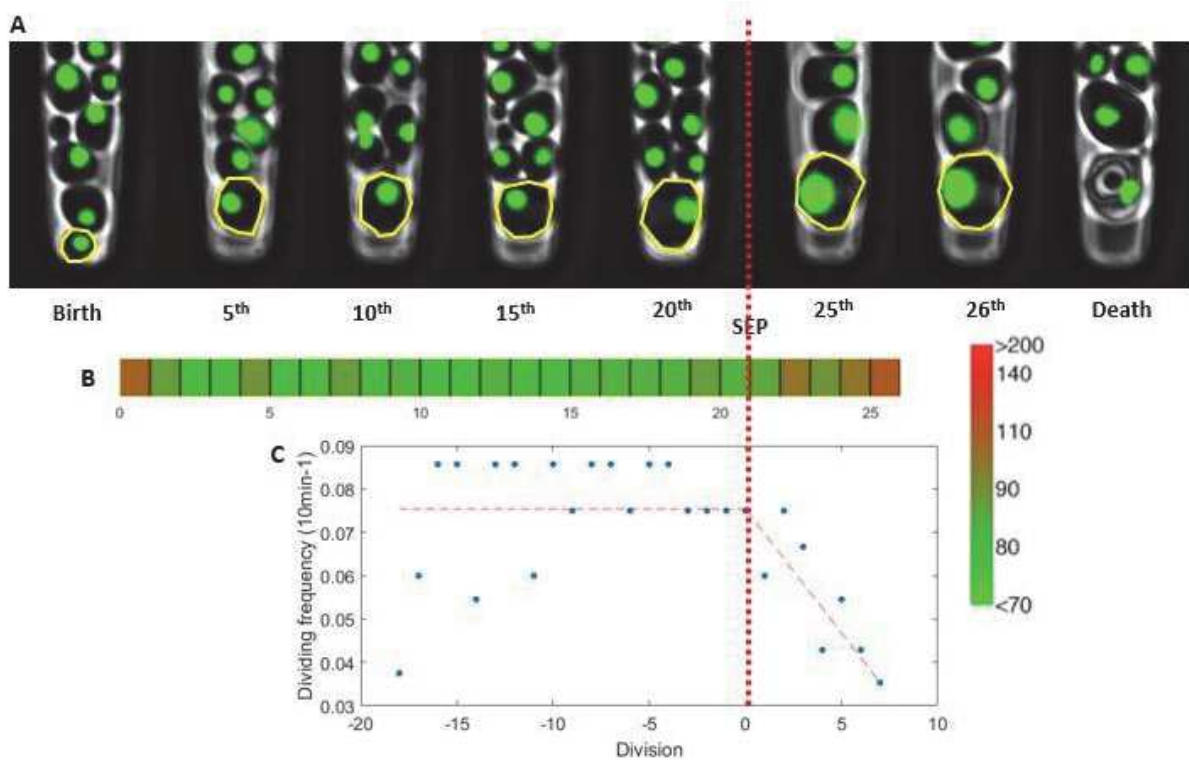 A
Birth 5th 10th 15th 20th 25th 26th Death
SEP
B
0 5 10 15 20 25
>200
140
110
90
80
<70
C
Dividing frequency (10min-1)
0.09
0.08
0.07
0.06
0.05
0.04
0.03
-20 -15 -10 -5 0 5 10
Division